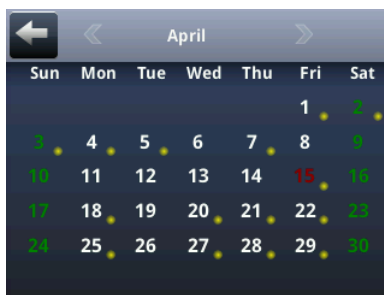 April
Sun Mon Tue Wed Thu Fri Sat
1 2
3 4 5 6 7 8 9
10 11 12 13 14 15 16
17 18 19 20 21 22 23
24 25 26 27 28 29 30